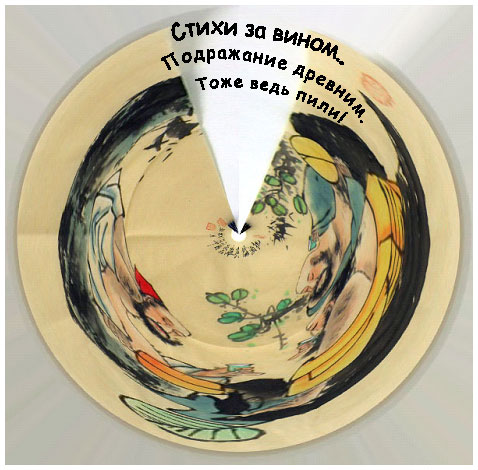 Стихи за вином..
Подражание древним.
Тоже ведь пили!